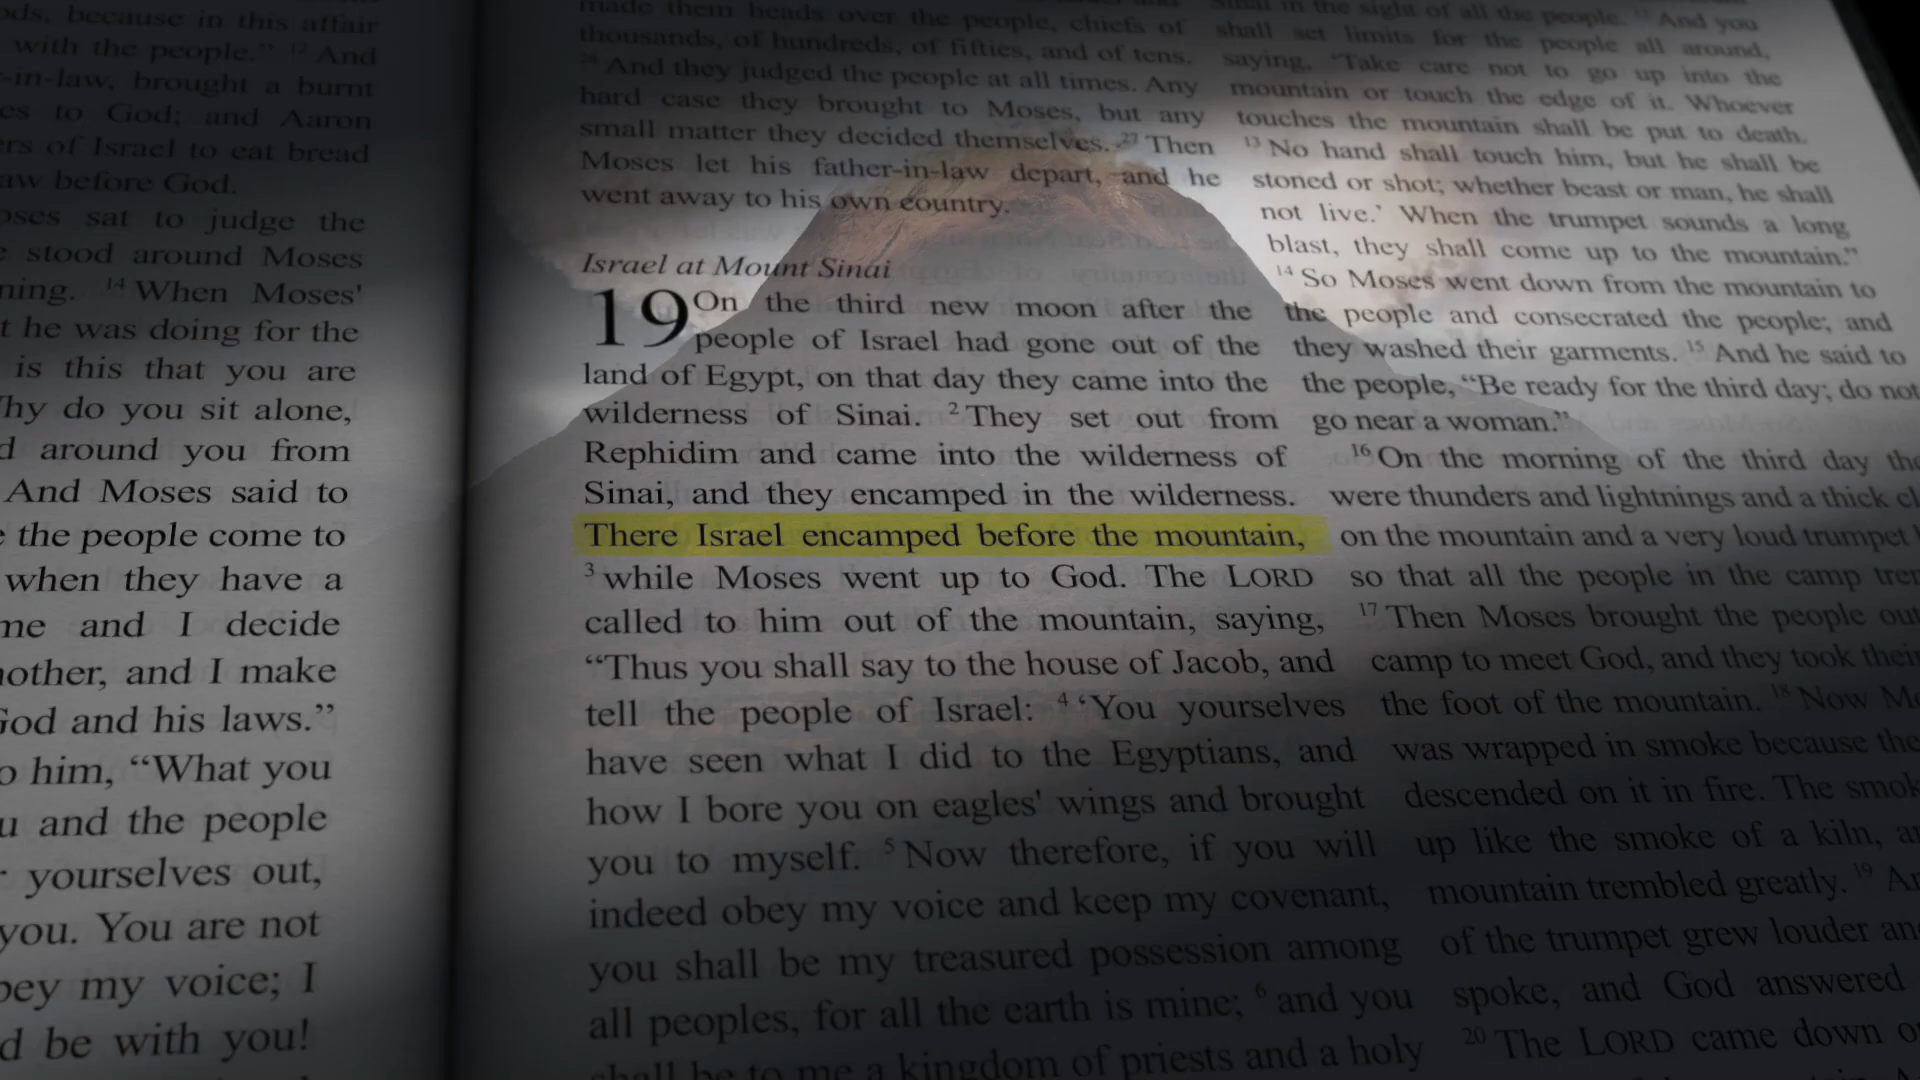 ods, because in this affair
with the people.” 12 And
-in-law, brought a burnt
es to God; and Aaron
ers of Israel to eat bread
aw before God.
oses sat to judge the
e stood around Moses
ning. 14 When Moses'
t he was doing for the
is this that you are
hy do you sit alone,
d around you from
And Moses said to
e the people come to
when they have a
me and I decide
nother, and I make
God and his laws.”
o him, “What you
u and the people
r yourselves out,
you. You are not
bey my voice; I
d be with you!
made them heads over the people, chiefs of
thousands, of hundreds, of fifties, and of tens.
26 And they judged the people at all times. Any
hard case they brought to Moses, but any
small matter they decided themselves. 27 Then
Moses let his father-in-law depart, and he
went away to his own country.
Israel at Mount Sinai
19 On the third new moon after the
people of Israel had gone out of the
land of Egypt, on that day they came into the
wilderness of Sinai. 2 They set out from
Rephidim and came into the wilderness of
Sinai, and they encamped in the wilderness.
There Israel encamped before the mountain,
3 while Moses went up to God. The LORD
called to him out of the mountain, saying,
“Thus you shall say to the house of Jacob, and
tell the people of Israel: 4 ‘You yourselves
have seen what I did to the Egyptians, and
how I bore you on eagles' wings and brought
you to myself. 5 Now therefore, if you will
indeed obey my voice and keep my covenant,
you shall be my treasured possession among
all peoples, for all the earth is mine; 6 and you
shall be to me a kingdom of priests and a holy
Sinai in the sight of all the people. 12 And you
shall set limits for the people all around,
saying, ‘Take care not to go up into the
mountain or touch the edge of it. Whoever
touches the mountain shall be put to death.
13 No hand shall touch him, but he shall be
stoned or shot; whether beast or man, he shall
not live.’ When the trumpet sounds a long
blast, they shall come up to the mountain.”
14 So Moses went down from the mountain to
the people and consecrated the people; and
they washed their garments. 15 And he said to
the people, “Be ready for the third day; do not
go near a woman.”
16 On the morning of the third day the
were thunders and lightnings and a thick cl
on the mountain and a very loud trumpet
so that all the people in the camp trem
17 Then Moses brought the people out
camp to meet God, and they took their
the foot of the mountain. 18 Now Mo
was wrapped in smoke because the
descended on it in fire. The smok
up like the smoke of a kiln, a
mountain trembled greatly. 19 An
of the trumpet grew louder an
spoke, and God answered
20 The LORD came down o